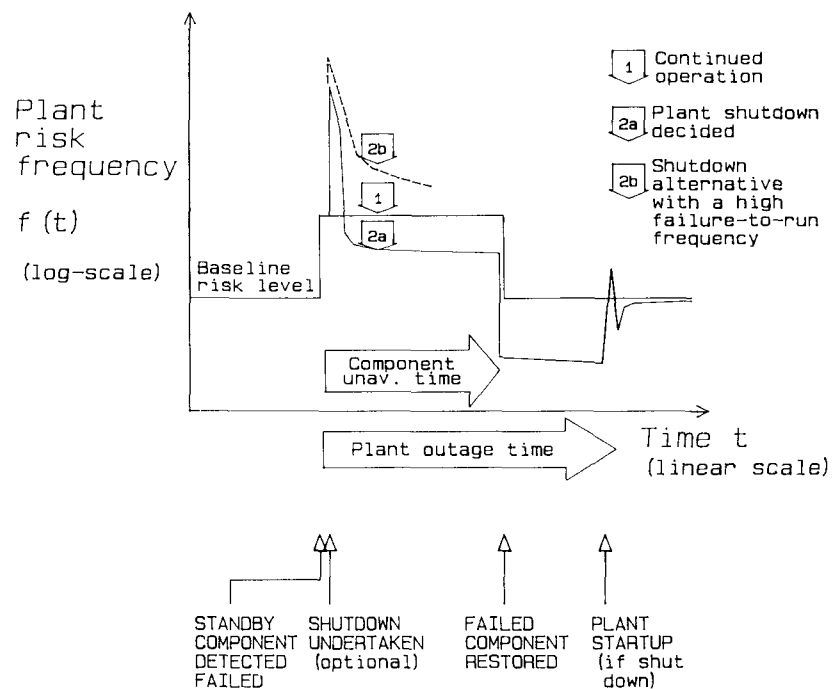 Plant
risk
frequency
f (t)
(log-scale)
Baseline
risk level
2b
1
2a
1
Continued
operation
2a
Plant shutdown
decided
2b
Shutdown
alternative
with a high
failure-to-run
frequency
Component
unav. time
Plant outage time
Time t
(linear scale)
STANDBY
COMPONENT
DETECTED
FAILED
SHUTDOWN
UNDERTAKEN
(optional)
FAILED
COMPONENT
RESTORED
PLANT
STARTUP
(if shut
down)